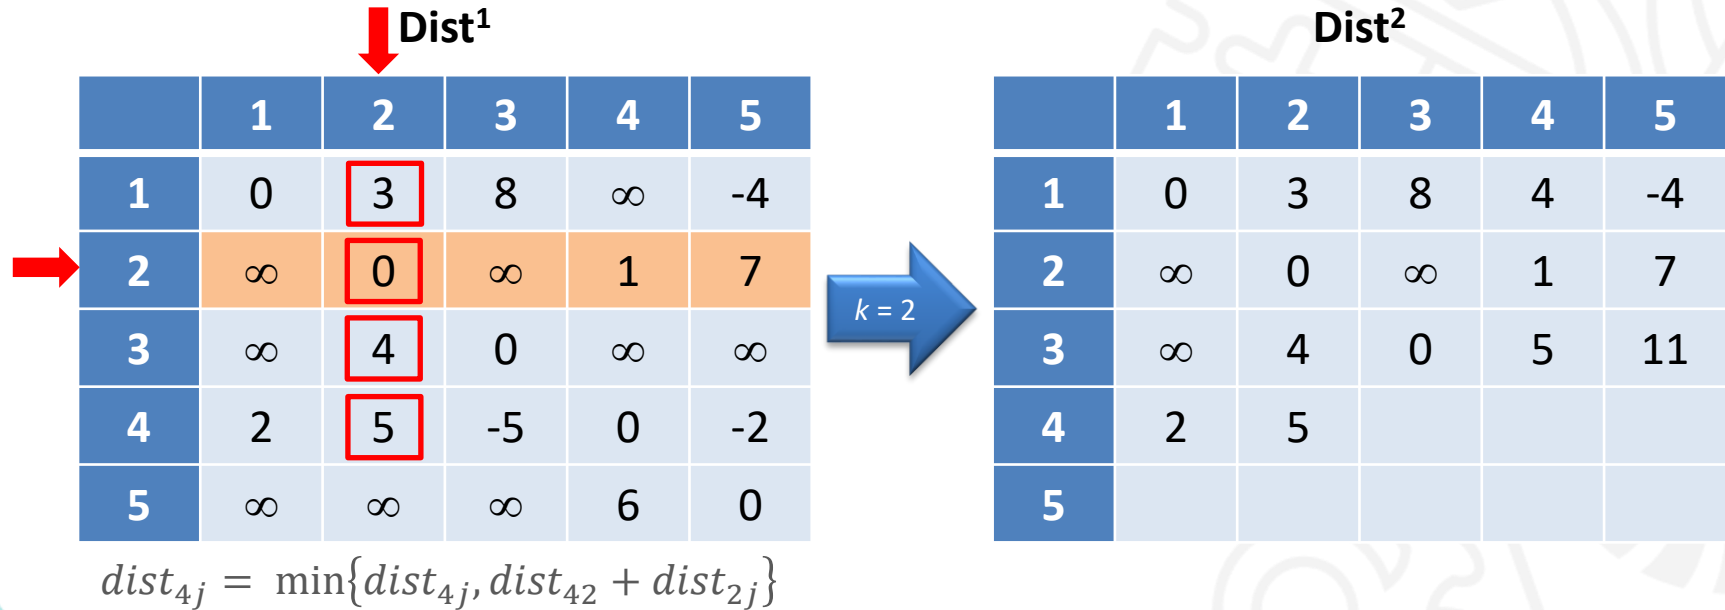 Dist¹ Dist²
1 2 3 4 5 1 2 3 4 5
1 0 3 8 ∞ -4 1 0 3 8 4 -4
2 ∞ 0 ∞ 1 7 2 ∞ 0 ∞ 1 7
k = 2
3 ∞ 4 0 ∞ ∞ 3 ∞ 4 0 5 11
4 2 5 -5 0 -2 4 2 5
5 ∞ ∞ ∞ 6 0 5
dist₄ⱼ = min{dist₄ⱼ, dist₄₂ + dist₂ⱼ}